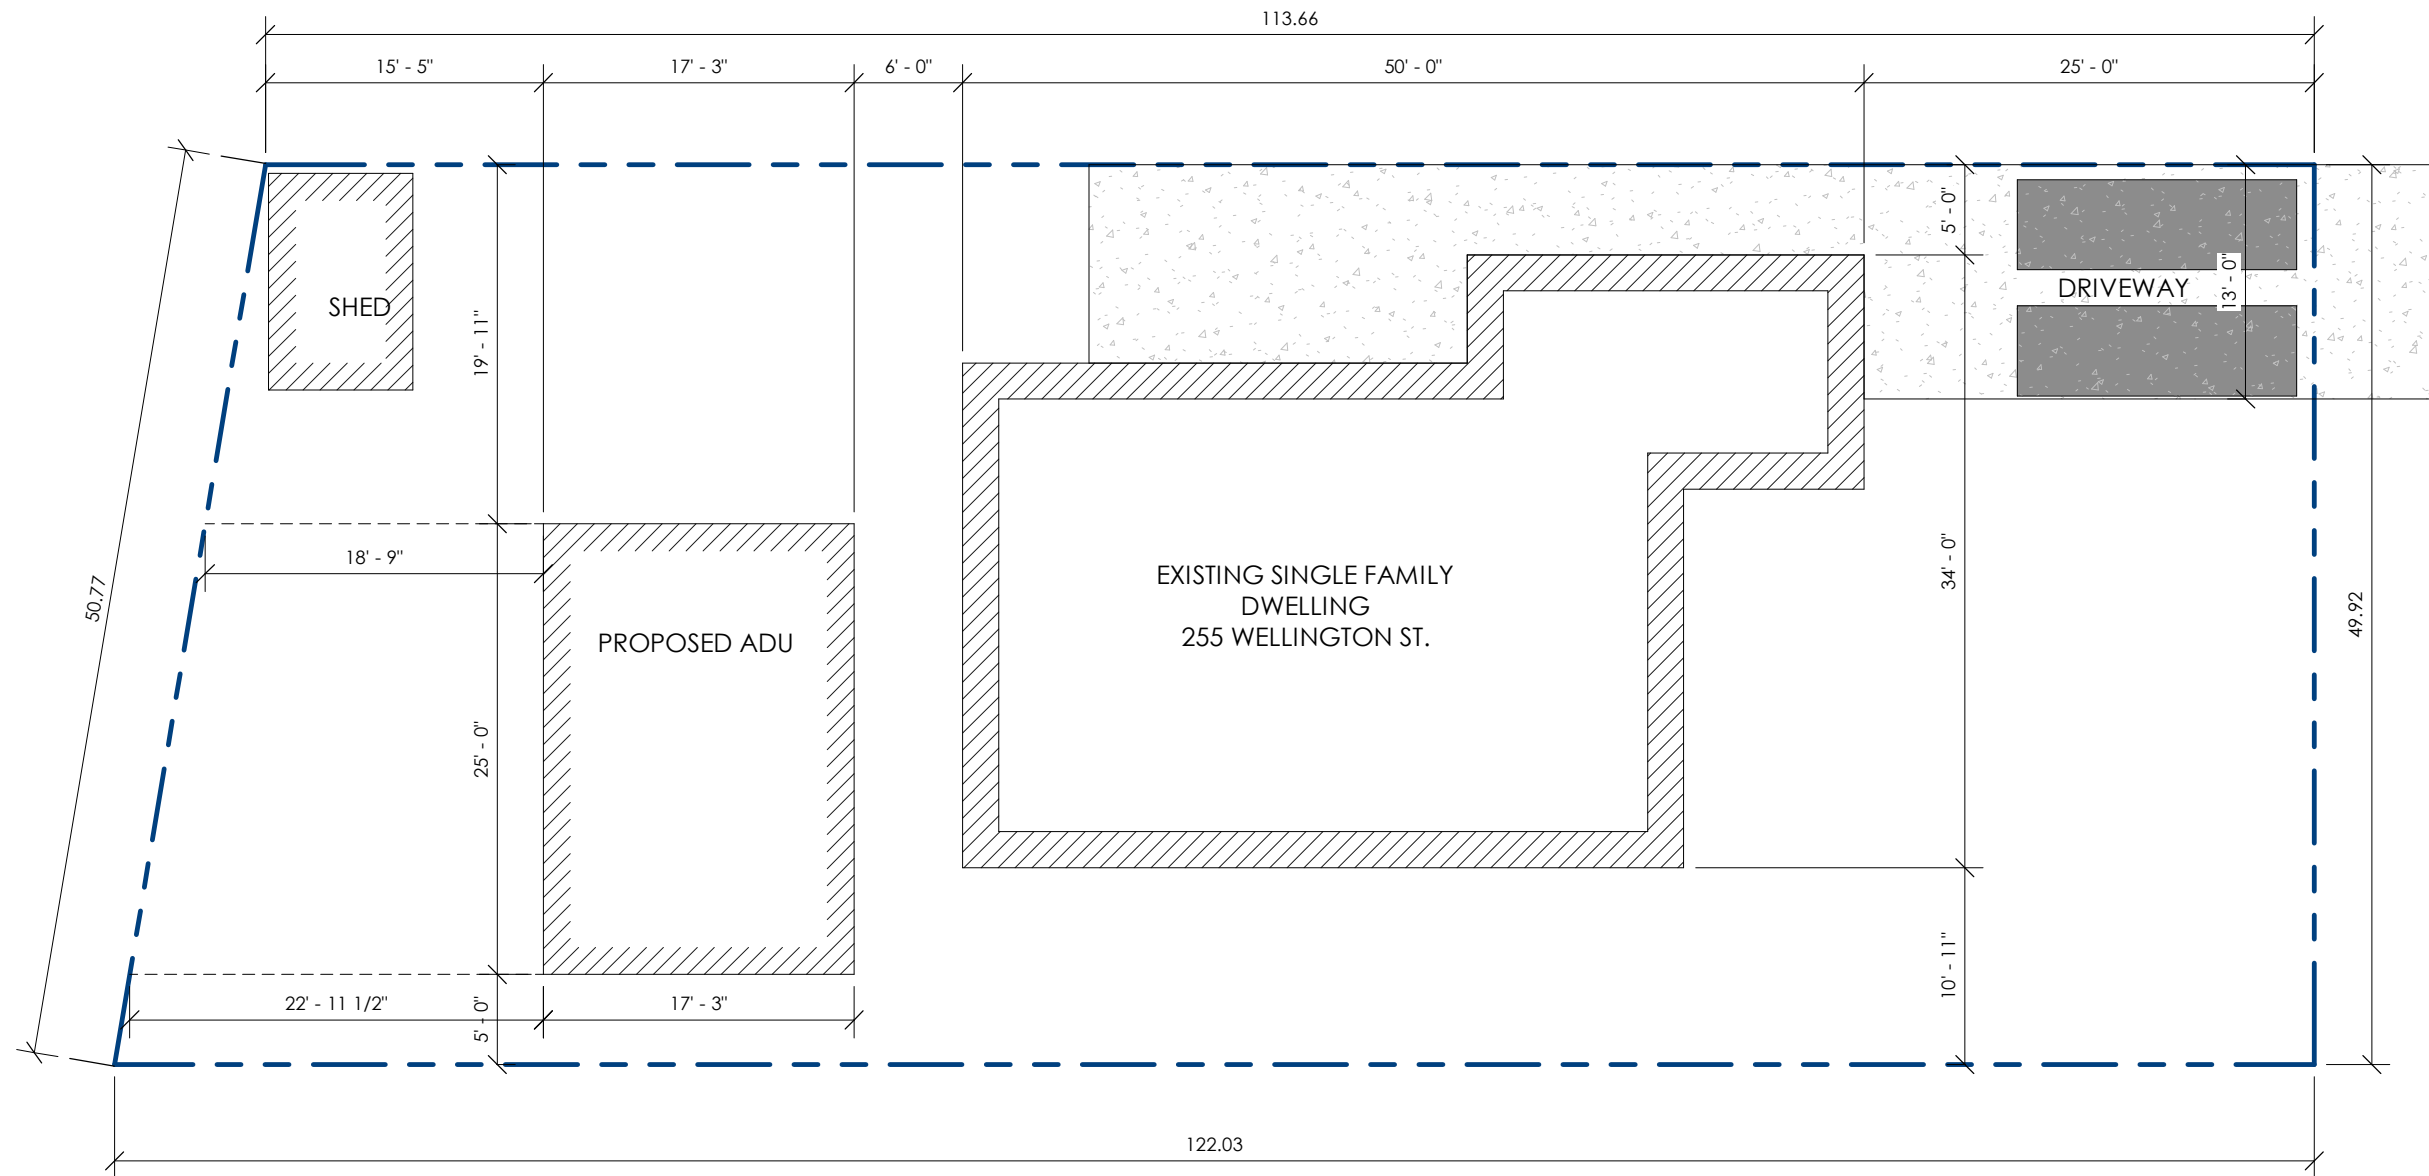 113.66
15' - 5"
17' - 3"
6' - 0"
50' - 0"
25' - 0"
5' - 0"
13' - 0"
DRIVEWAY
SHED
19' - 11"
18' - 9"
34' - 0"
50.77
49.92
EXISTING SINGLE FAMILY
DWELLING
255 WELLINGTON ST.
PROPOSED ADU
25' - 0"
10' - 11"
22' - 11 1/2"
5' - 0"
17' - 3"
122.03